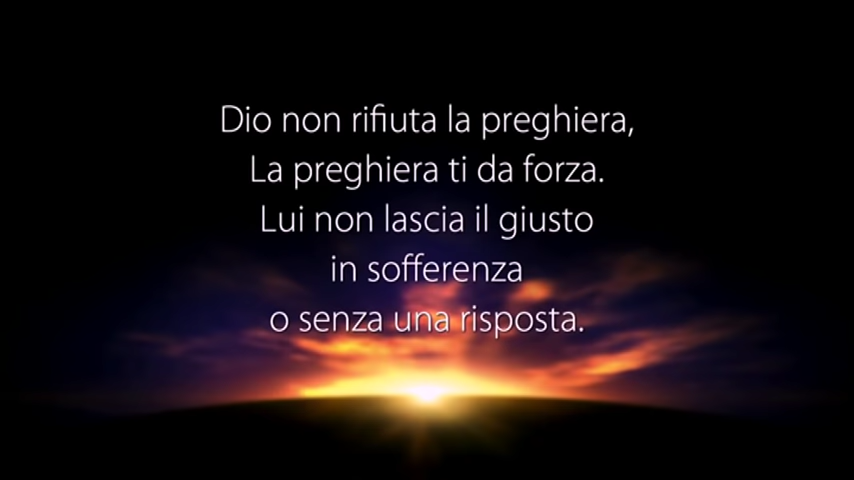 Dio non rifiuta la preghiera,
La preghiera ti da forza.
Lui non lascia il giusto
in sofferenza
o senza una risposta.